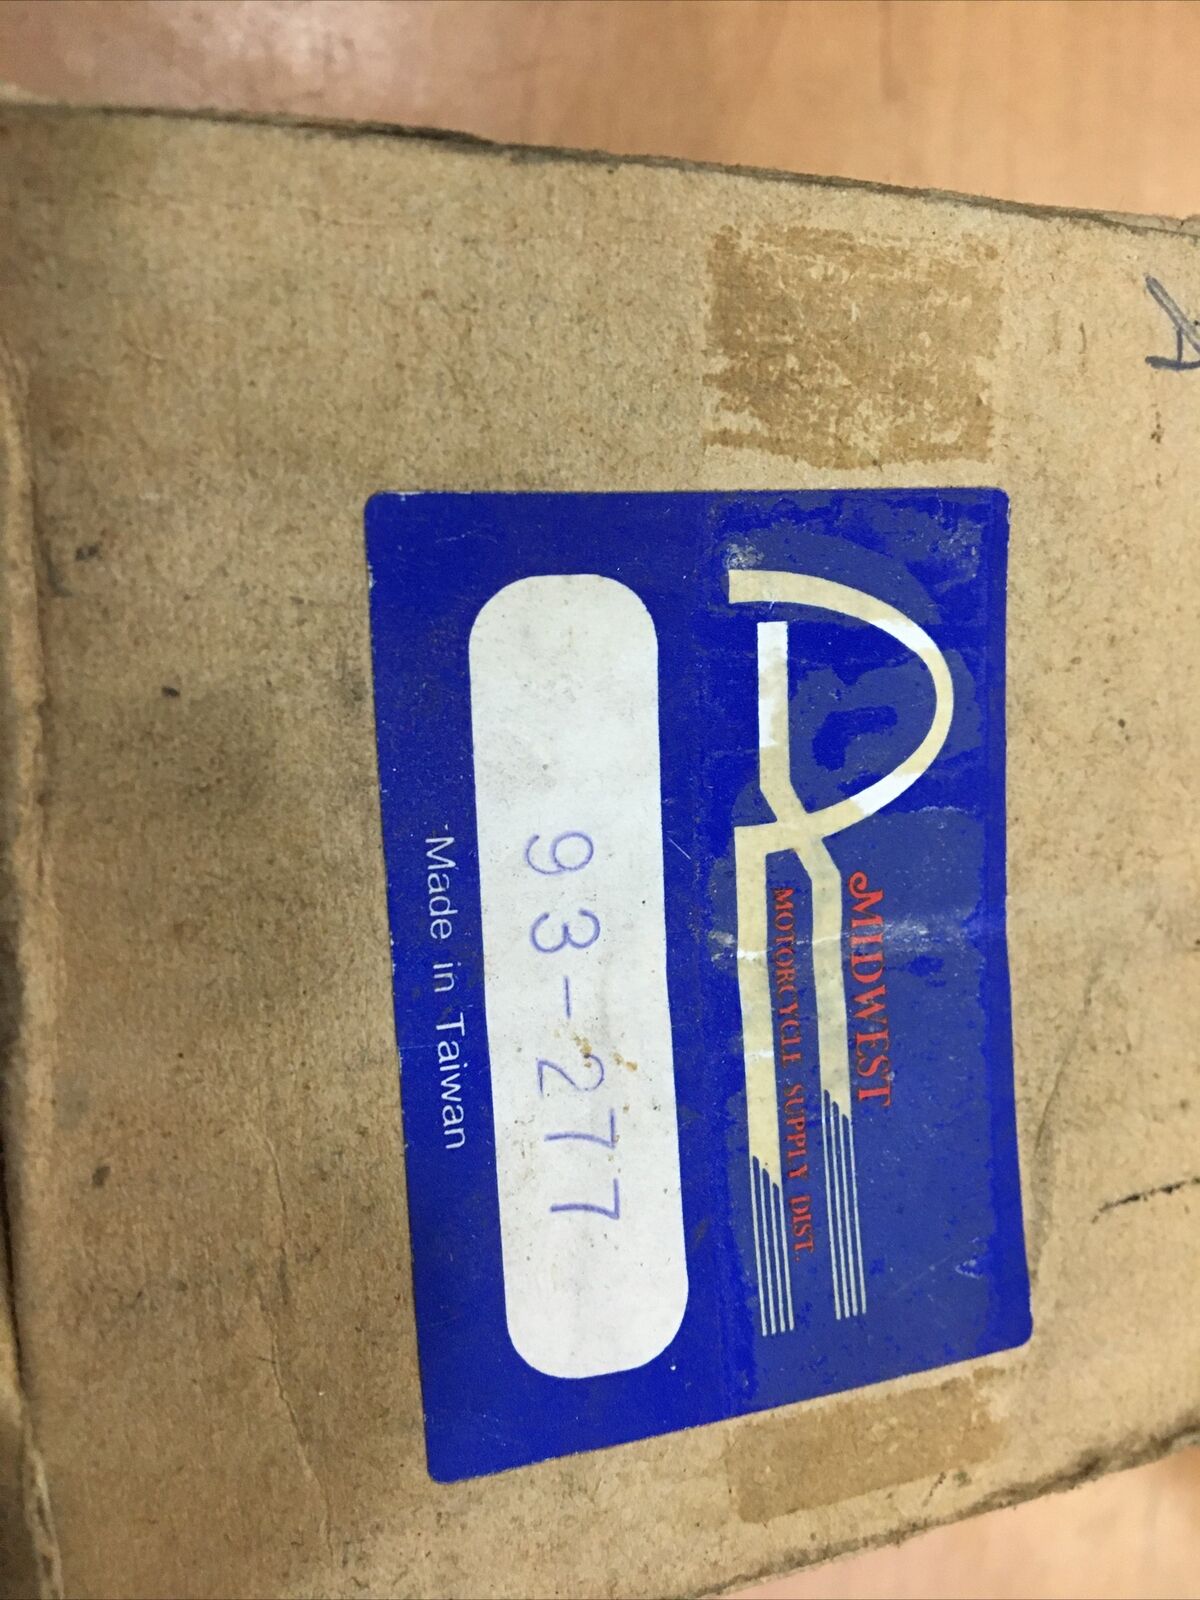 MIDWEST
MOTORCYCLE SUPPLY DIST.
93-277
Made in Taiwan